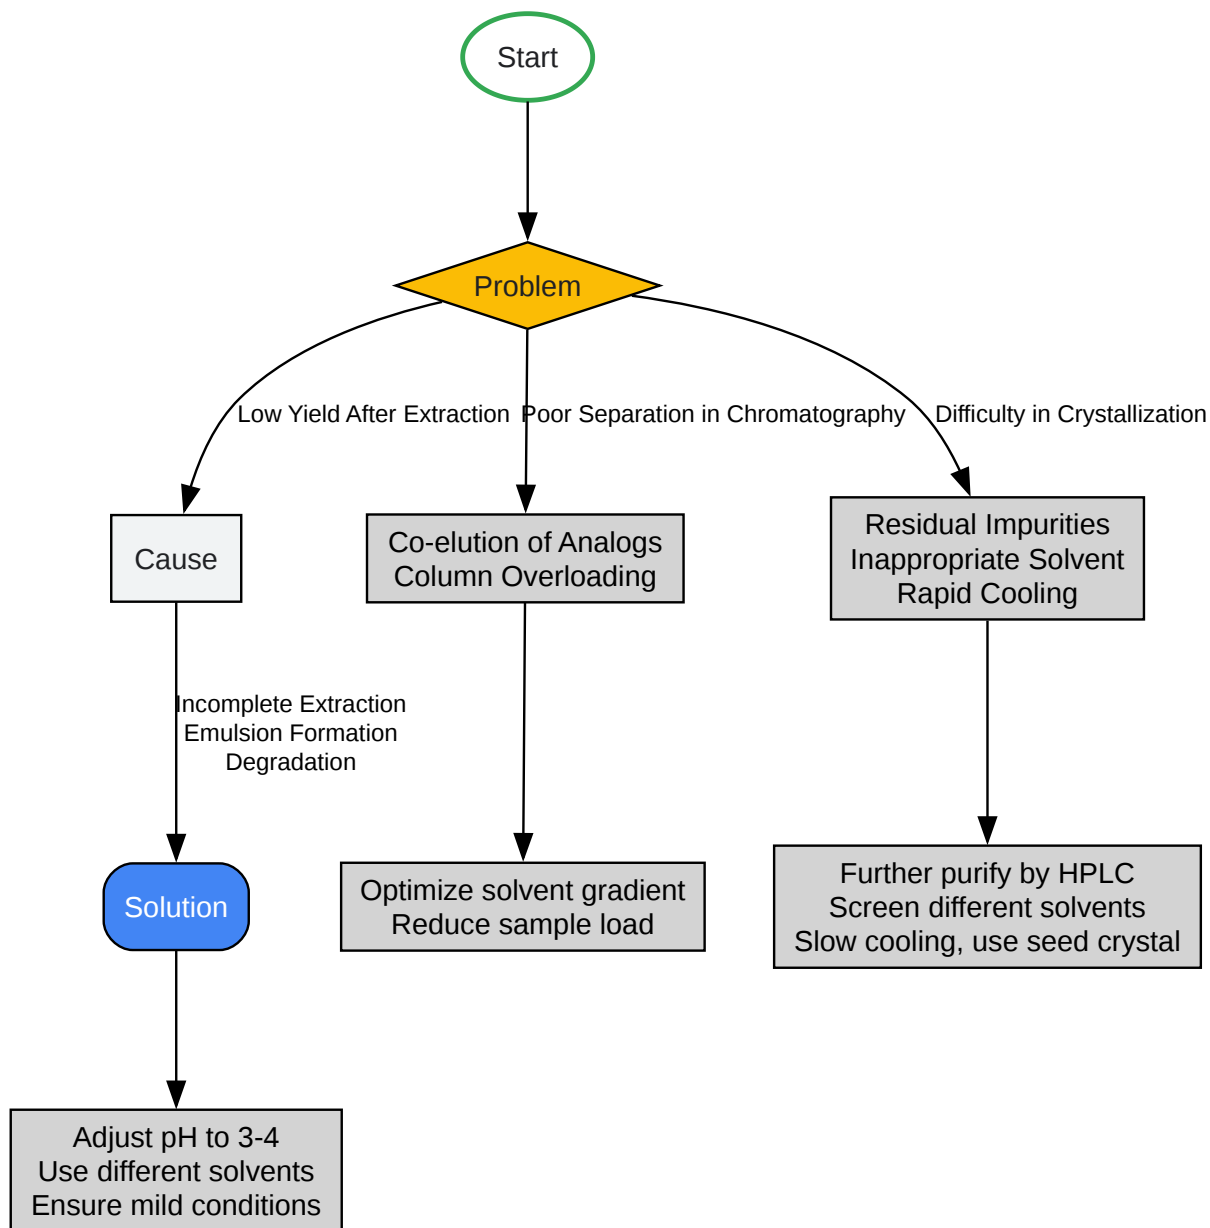 Start
Problem
Low Yield After Extraction
Poor Separation in Chromatography
Difficulty in Crystallization
Cause
Co-elution of Analogs
Column Overloading
Residual Impurities
Inappropriate Solvent
Rapid Cooling
Incomplete Extraction
Emulsion Formation
Degradation
Solution
Optimize solvent gradient
Reduce sample load
Further purify by HPLC
Screen different solvents
Slow cooling, use seed crystal
Adjust pH to 3-4
Use different solvents
Ensure mild conditions